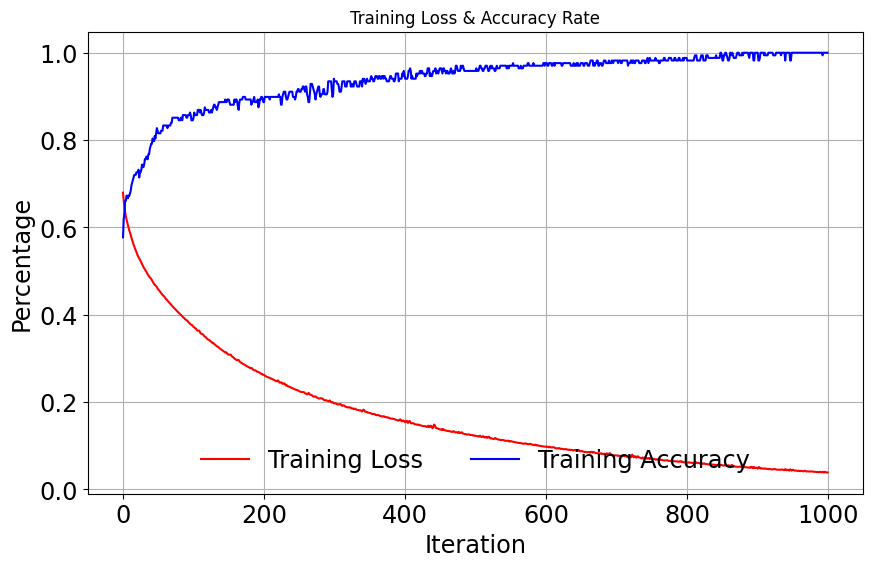 Training Loss & Accuracy Rate
1.0
0.8
0.6
0.4
0.2
0.0
Percentage
Training Loss
Training Accuracy
0 200 400 600 800 1000
Iteration